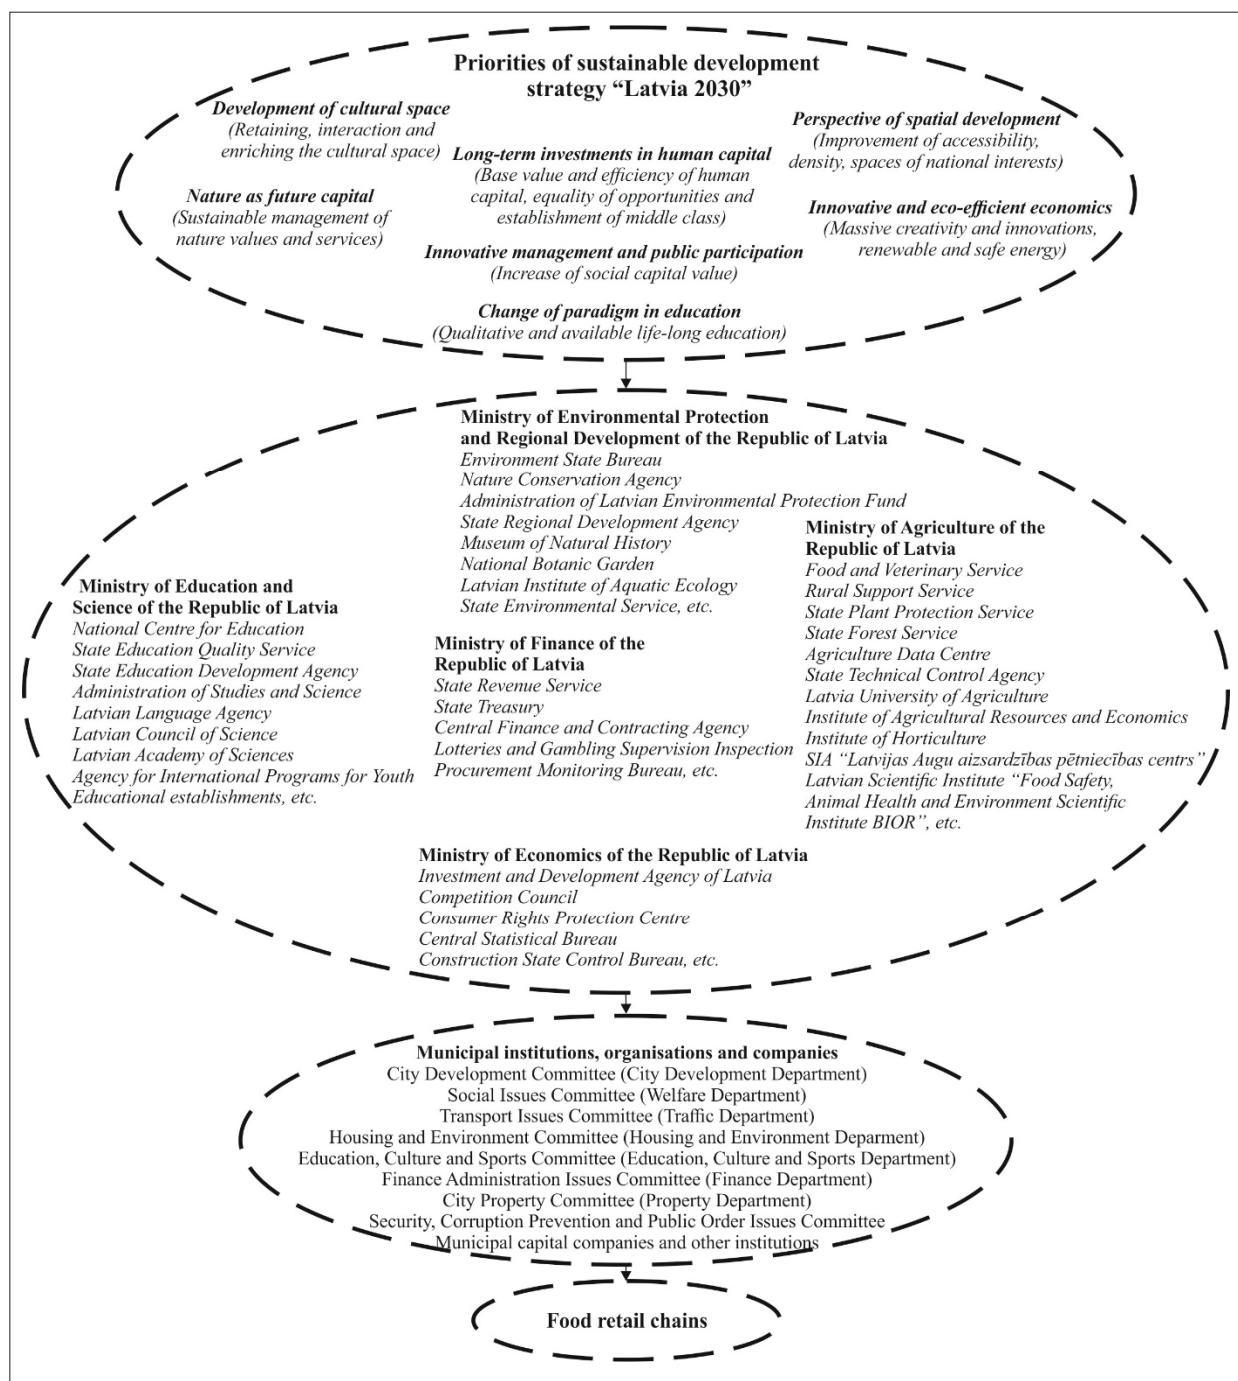 Priorities of sustainable development
strategy “Latvia 2030”
Development of cultural space
(Retaining, interaction and
enriching the cultural space)
Perspective of spatial development
(Improvement of accessibility,
density, spaces of national interests)
Long-term investments in human capital
(Base value and efficiency of human
capital, equality of opportunities and
establishment of middle class)
Nature as future capital
(Sustainable management of
nature values and services)
Innovative and eco-efficient economics
(Massive creativity and innovations,
renewable and safe energy)
Innovative management and public participation
(Increase of social capital value)
Change of paradigm in education
(Qualitative and available life-long education)
Ministry of Environmental Protection
and Regional Development of the Republic of Latvia
Environment State Bureau
Nature Conservation Agency
Administration of Latvian Environmental Protection Fund
State Regional Development Agency
Museum of Natural History
National Botanic Garden
Latvian Institute of Aquatic Ecology
State Environmental Service, etc.
Ministry of Agriculture of the
Republic of Latvia
Food and Veterinary Service
Rural Support Service
State Plant Protection Service
State Forest Service
Agriculture Data Centre
State Technical Control Agency
Latvia University of Agriculture
Institute of Agricultural Resources and Economics
Institute of Horticulture
SIA “Latvijas Augu aizsardzības pētniecības centrs”
Latvian Scientific Institute “Food Safety,
Animal Health and Environment Scientific
Institute BIOR”, etc.
Ministry of Education and
Science of the Republic of Latvia
National Centre for Education
State Education Quality Service
State Education Development Agency
Administration of Studies and Science
Latvian Language Agency
Latvian Council of Science
Latvian Academy of Sciences
Agency for International Programs for Youth
Educational establishments, etc.
Ministry of Finance of the
Republic of Latvia
State Revenue Service
State Treasury
Central Finance and Contracting Agency
Lotteries and Gambling Supervision Inspection
Procurement Monitoring Bureau, etc.
Ministry of Economics of the Republic of Latvia
Investment and Development Agency of Latvia
Competition Council
Consumer Rights Protection Centre
Central Statistical Bureau
Construction State Control Bureau, etc.
Municipal institutions, organisations and companies
City Development Committee (City Development Department)
Social Issues Committee (Welfare Department)
Transport Issues Committee (Traffic Department)
Housing and Environment Committee (Housing and Environment Deparment)
Education, Culture and Sports Committee (Education, Culture and Sports Department)
Finance Administration Issues Committee (Finance Department)
City Property Committee (Property Department)
Security, Corruption Prevention and Public Order Issues Committee
Municipal capital companies and other institutions
Food retail chains